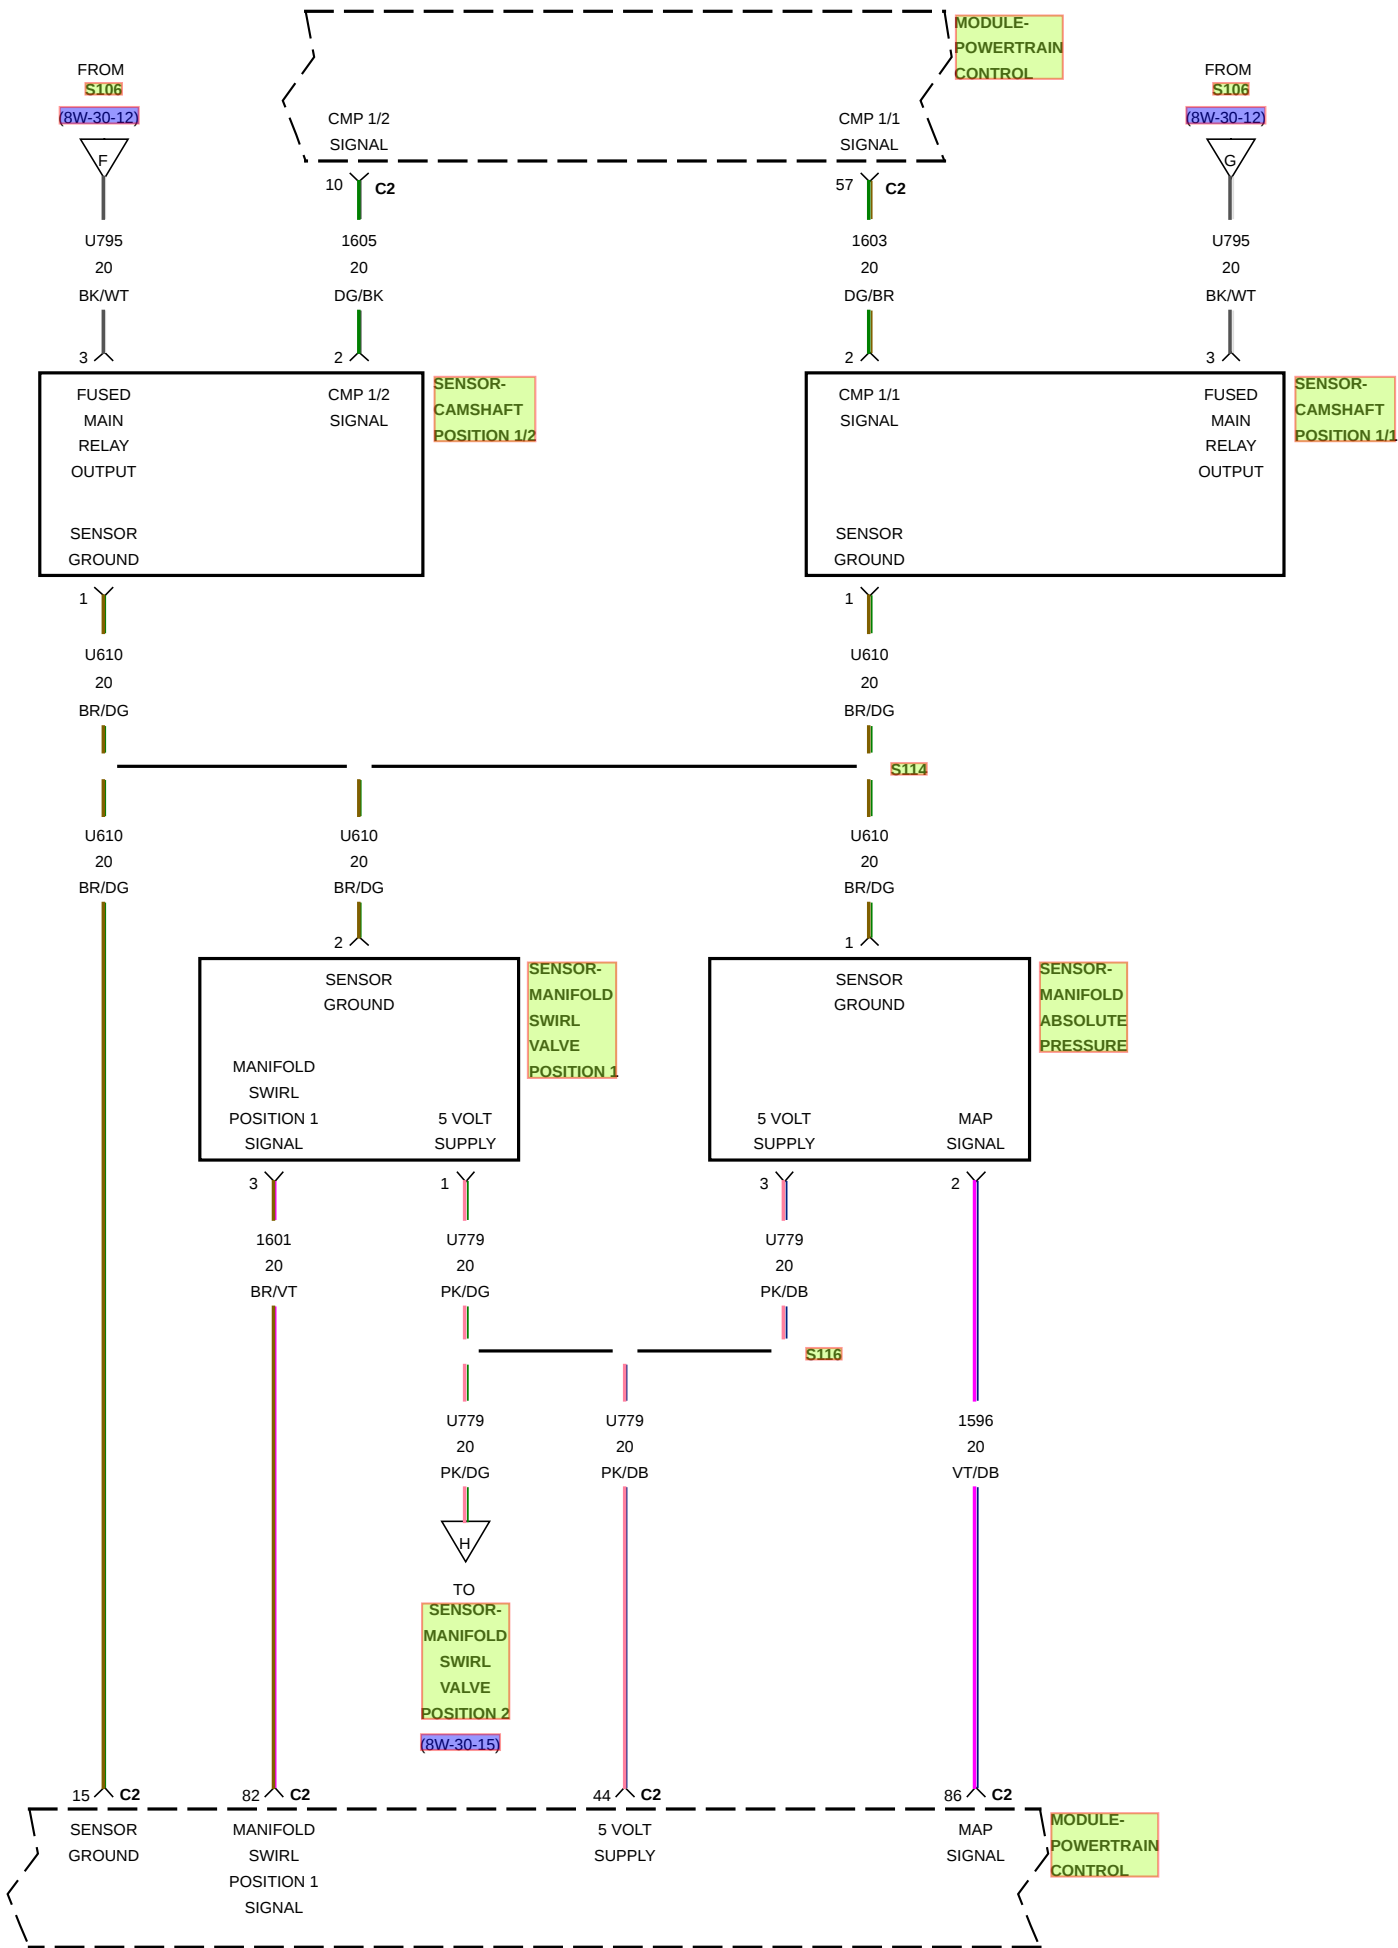 MODULE-
POWERTRAIN
CONTROL
FROM
S106
(8W-30-12)
F
FROM
S106
(8W-30-12)
G
CMP 1/2
SIGNAL
CMP 1/1
SIGNAL
10 C2
57 C2
U795
20
BK/WT
1605
20
DG/BK
1603
20
DG/BR
U795
20
BK/WT
3
2
2
3
FUSED
MAIN
RELAY
OUTPUT
CMP 1/2
SIGNAL
SENSOR-
CAMSHAFT
POSITION 1/2
CMP 1/1
SIGNAL
FUSED
MAIN
RELAY
OUTPUT
SENSOR-
CAMSHAFT
POSITION 1/1
SENSOR
GROUND
SENSOR
GROUND
1
1
U610
20
BR/DG
U610
20
BR/DG
S114
U610
20
BR/DG
U610
20
BR/DG
U610
20
BR/DG
2
1
SENSOR
GROUND
SENSOR-
MANIFOLD
SWIRL
VALVE
POSITION 1
SENSOR
GROUND
SENSOR-
MANIFOLD
ABSOLUTE
PRESSURE
MANIFOLD
SWIRL
POSITION 1
SIGNAL
5 VOLT
SUPPLY
5 VOLT
SUPPLY
MAP
SIGNAL
3
1
3
2
1601
20
BR/VT
U779
20
PK/DG
U779
20
PK/DB
S116
U779
20
PK/DG
U779
20
PK/DB
1596
20
VT/DB
H
TO
SENSOR-
MANIFOLD
SWIRL
VALVE
POSITION 2
(8W-30-15)
15 C2
82 C2
44 C2
86 C2
SENSOR
GROUND
MANIFOLD
SWIRL
POSITION 1
SIGNAL
5 VOLT
SUPPLY
MAP
SIGNAL
MODULE-
POWERTRAIN
CONTROL